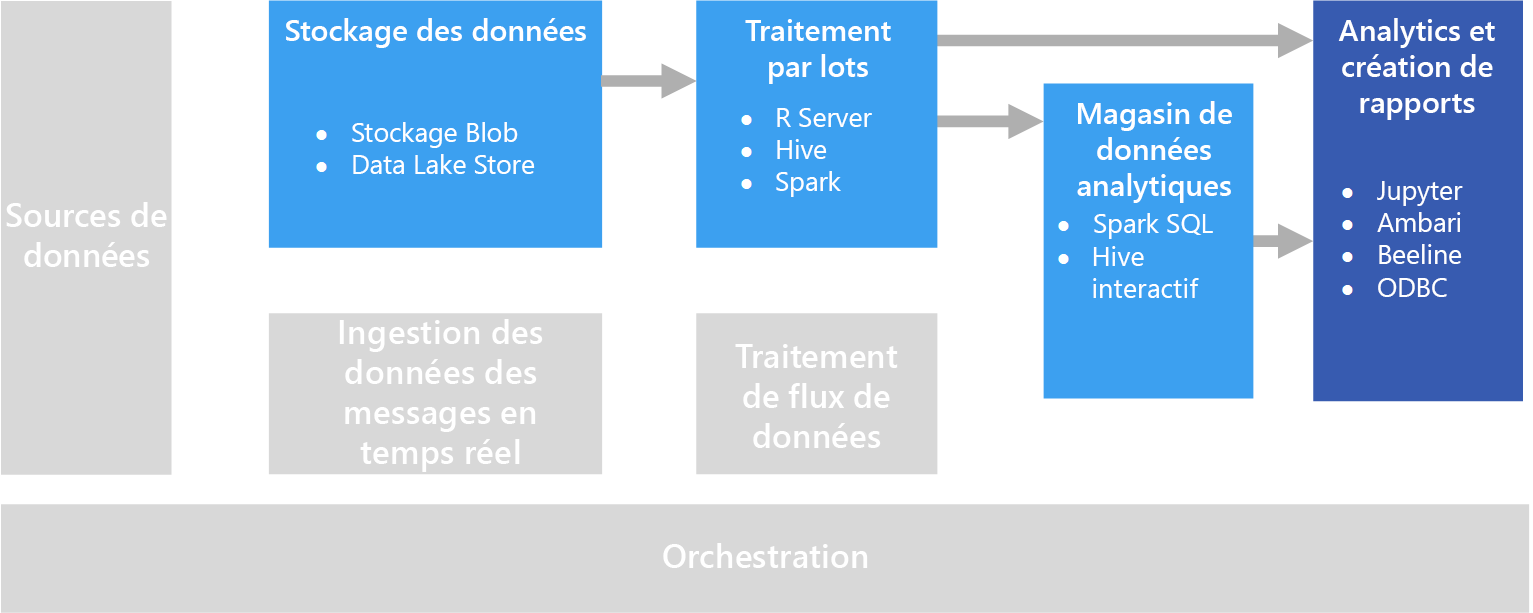 Sources de
données
Stockage des données
● Stockage Blob
● Data Lake Store
Ingestion des
données des
messages en
temps réel
Traitement
par lots
● R Server
● Hive
● Spark
Traitement
de flux de
données
Magasin de
données
analytiques
● Spark SQL
● Hive
interactif
Analytics et
création de
rapports
● Jupyter
● Ambari
● Beeline
● ODBC
Orchestration